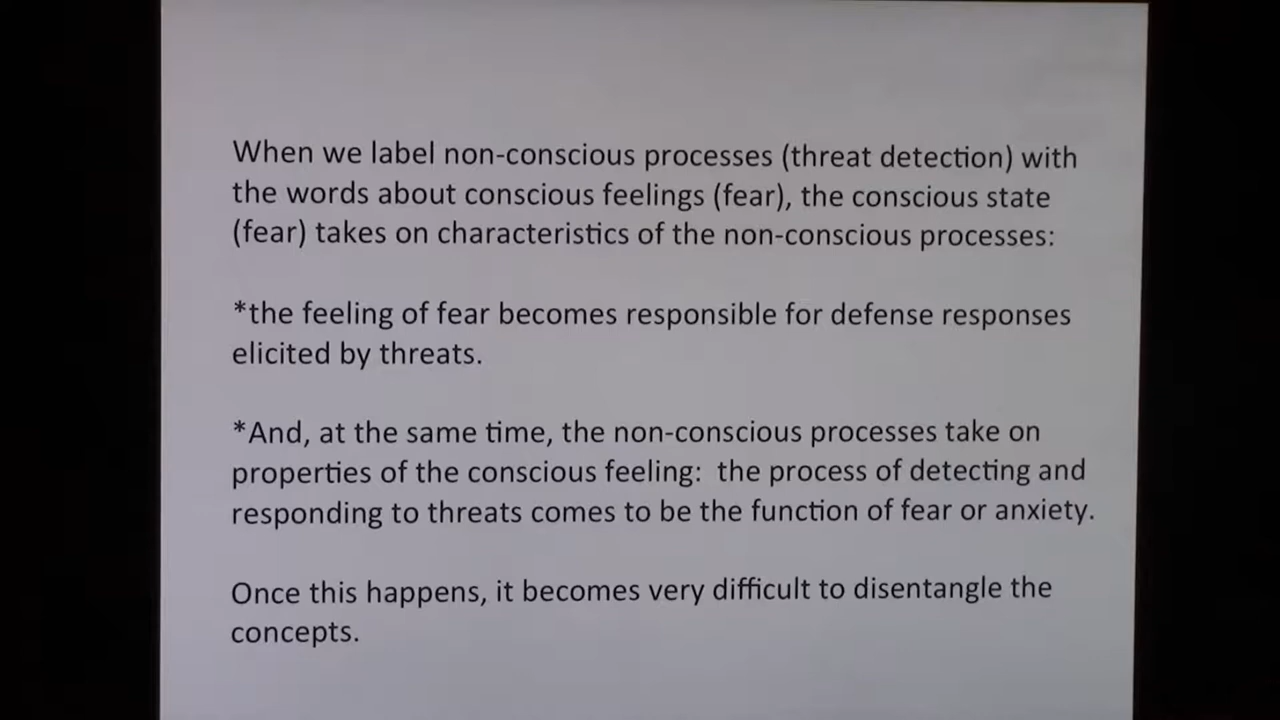 When we label non-conscious processes (threat detection) with
the words about conscious feelings (fear), the conscious state
(fear) takes on characteristics of the non-conscious processes:
*the feeling of fear becomes responsible for defense responses
elicited by threats.
*And, at the same time, the non-conscious processes take on
properties of the conscious feeling:  the process of detecting and
responding to threats comes to be the function of fear or anxiety.
Once this happens, it becomes very difficult to disentangle the
concepts.